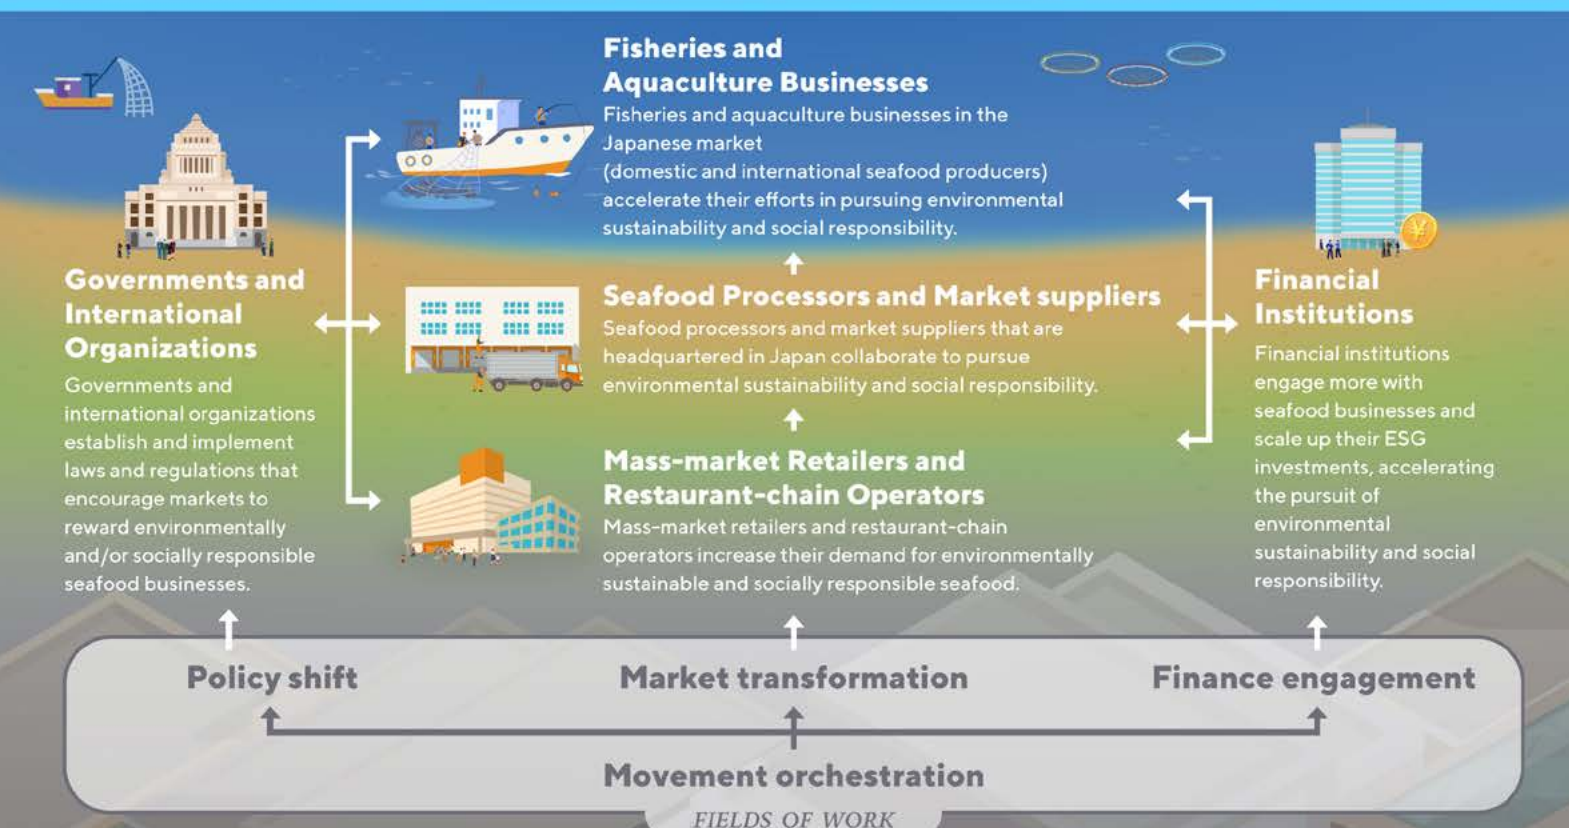 Fisheries and
Aquaculture Businesses
Fisheries and aquaculture businesses in the
Japanese market
(domestic and international seafood producers)
accelerate their efforts in pursuing environmental
sustainability and social responsibility.
Governments and
International
Organizations
Governments and
international organizations
establish and implement
laws and regulations that
encourage markets to
reward environmentally
and/or socially responsible
seafood businesses.
Seafood Processors and Market suppliers
Seafood processors and market suppliers that are
headquartered in Japan collaborate to pursue
environmental sustainability and social responsibility.
Mass-market Retailers and
Restaurant-chain Operators
Mass-market retailers and restaurant-chain
operators increase their demand for environmentally
sustainable and socially responsible seafood.
¥
Financial
Institutions
Financial institutions
engage more with
seafood businesses and
scale up their ESG
investments, accelerating
the pursuit of
environmental
sustainability and social
responsibility.
Policy shift
Market transformation
Finance engagement
Movement orchestration
FIELDS OF WORK